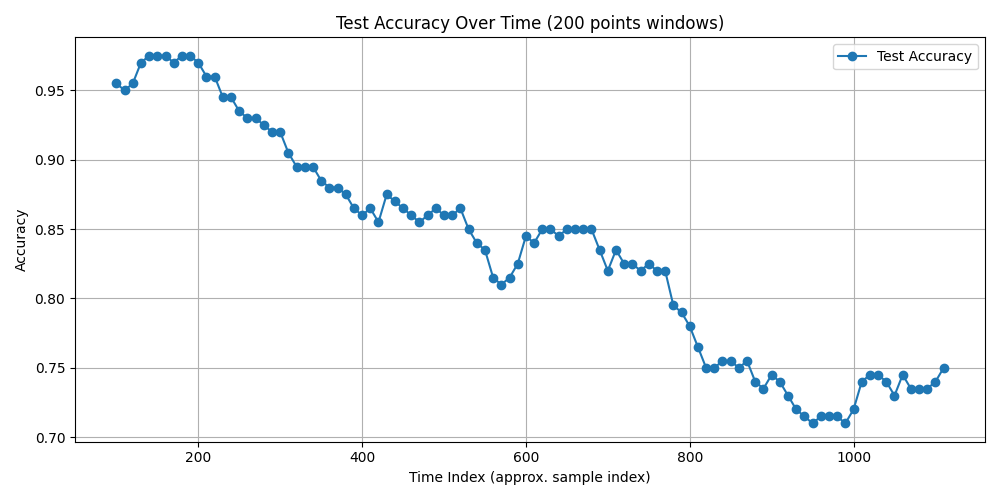 Test Accuracy Over Time (200 points windows)
Test Accuracy
Accuracy
0.95
0.90
0.85
0.80
0.75
0.70
200 400 600 800 1000
Time Index (approx. sample index)